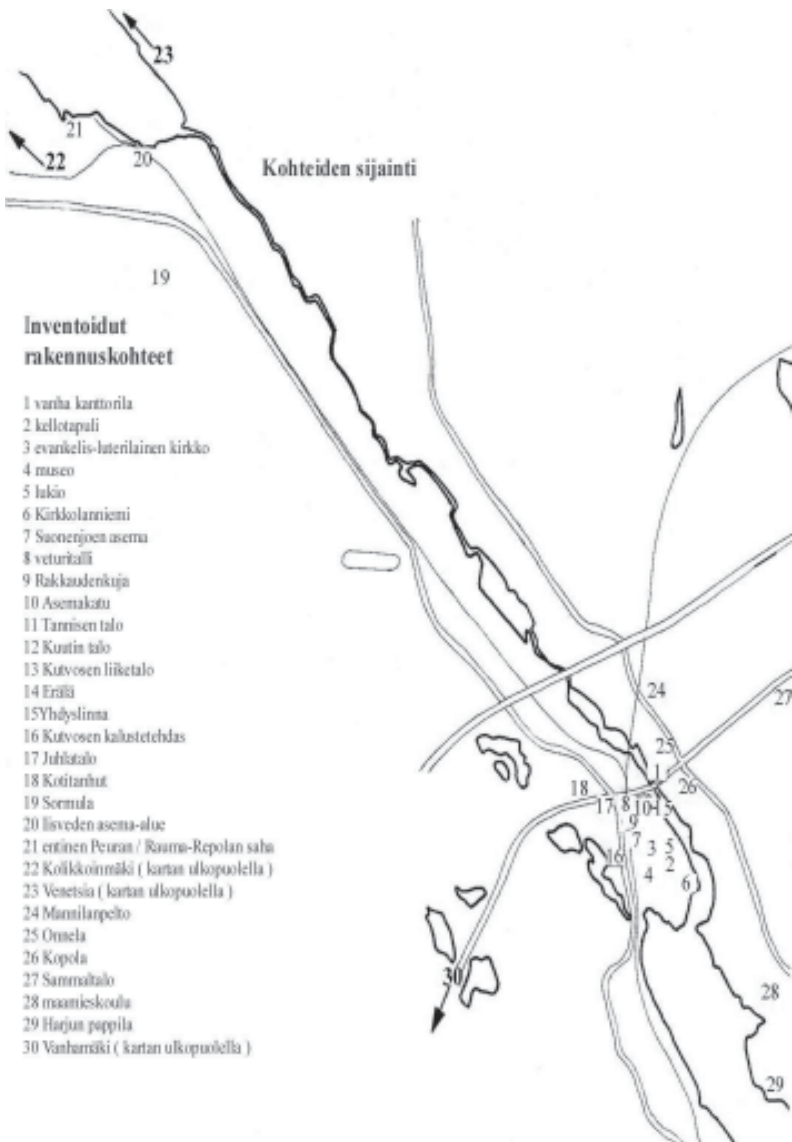 23
21
22
20
Kohteiden sijainti
19
Inventoidut
rakennuskohteet
1 vanha kanttorila
2 kellotapuli
3 evankelis-luterilainen kirkko
4 museo
5 lukio
6 Kirkkolanniemi
7 Suonenjoen asema
8 veturitalli
9 Rakkaudenkuja
10 Asemakatu
11 Tannisen talo
12 Kuutin talo
13 Kutvosen liiketalo
14 Erälä
15Yhdyslinna
16 Kutvosen kalustetehdas
17 Juhlatalo
18 Kotitanhut
19 Sormula
20 Iisveden asema-alue
21 entinen Peuran / Rauma-Repolan saha
22 Kolikkoinmäki ( kartan ulkopuolella )
23 Venetsia ( kartan ulkopuolella )
24 Mannilanpelto
25 Onnela
26 Kopola
27 Sammaltalo
28 maamieskoulu
29 Harjun pappila
30 Vanhamäki ( kartan ulkopuolella )
24
27
25
26
18
17
8
10
15
9
7
3
5
16
2
4
6
30
28
29